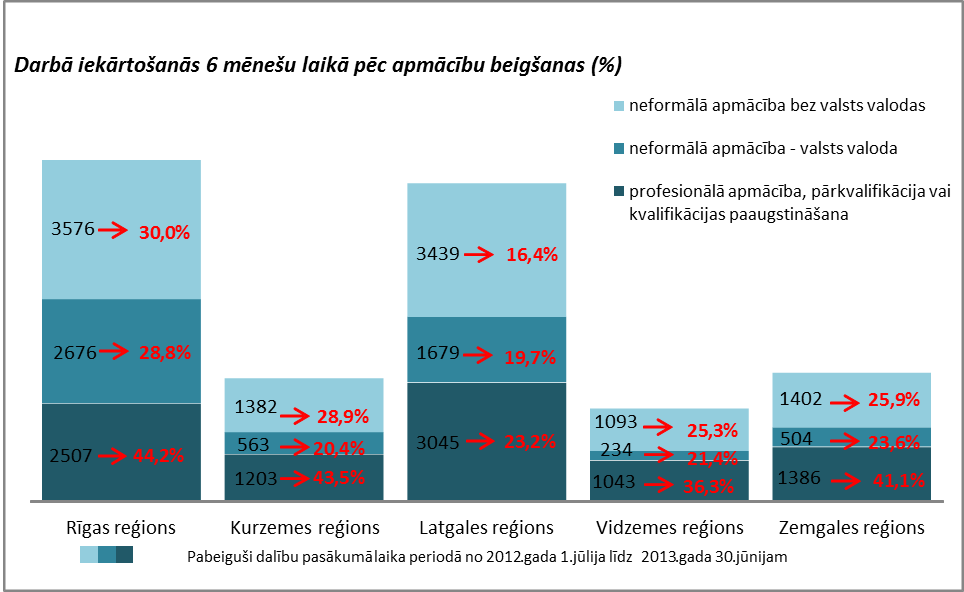 Darbā iekārtošanās 6 mēnešu laikā pēc apmācību beigšanas (%)
neformālā apmācība bez valsts valodas
neformālā apmācība - valsts valoda
profesionālā apmācība, pārkvalifikācija vai
kvalifikācijas paaugstināšana
3576 → 30,0%
2676 → 28,8%
2507 → 44,2%
1382 → 28,9%
563 → 20,4%
1203 → 43,5%
3439 → 16,4%
1679 → 19,7%
3045 → 23,2%
1093 → 25,3%
234 → 21,4%
1043 → 36,3%
1402 → 25,9%
504 → 23,6%
1386 → 41,1%
Rīgas reģions
Kurzemes reģions
Latgales reģions
Vidzemes reģions
Zemgales reģions
Pabeiguši dalību pasākumā laika periodā no 2012.gada 1.jūlija līdz 2013.gada 30.jūnijam